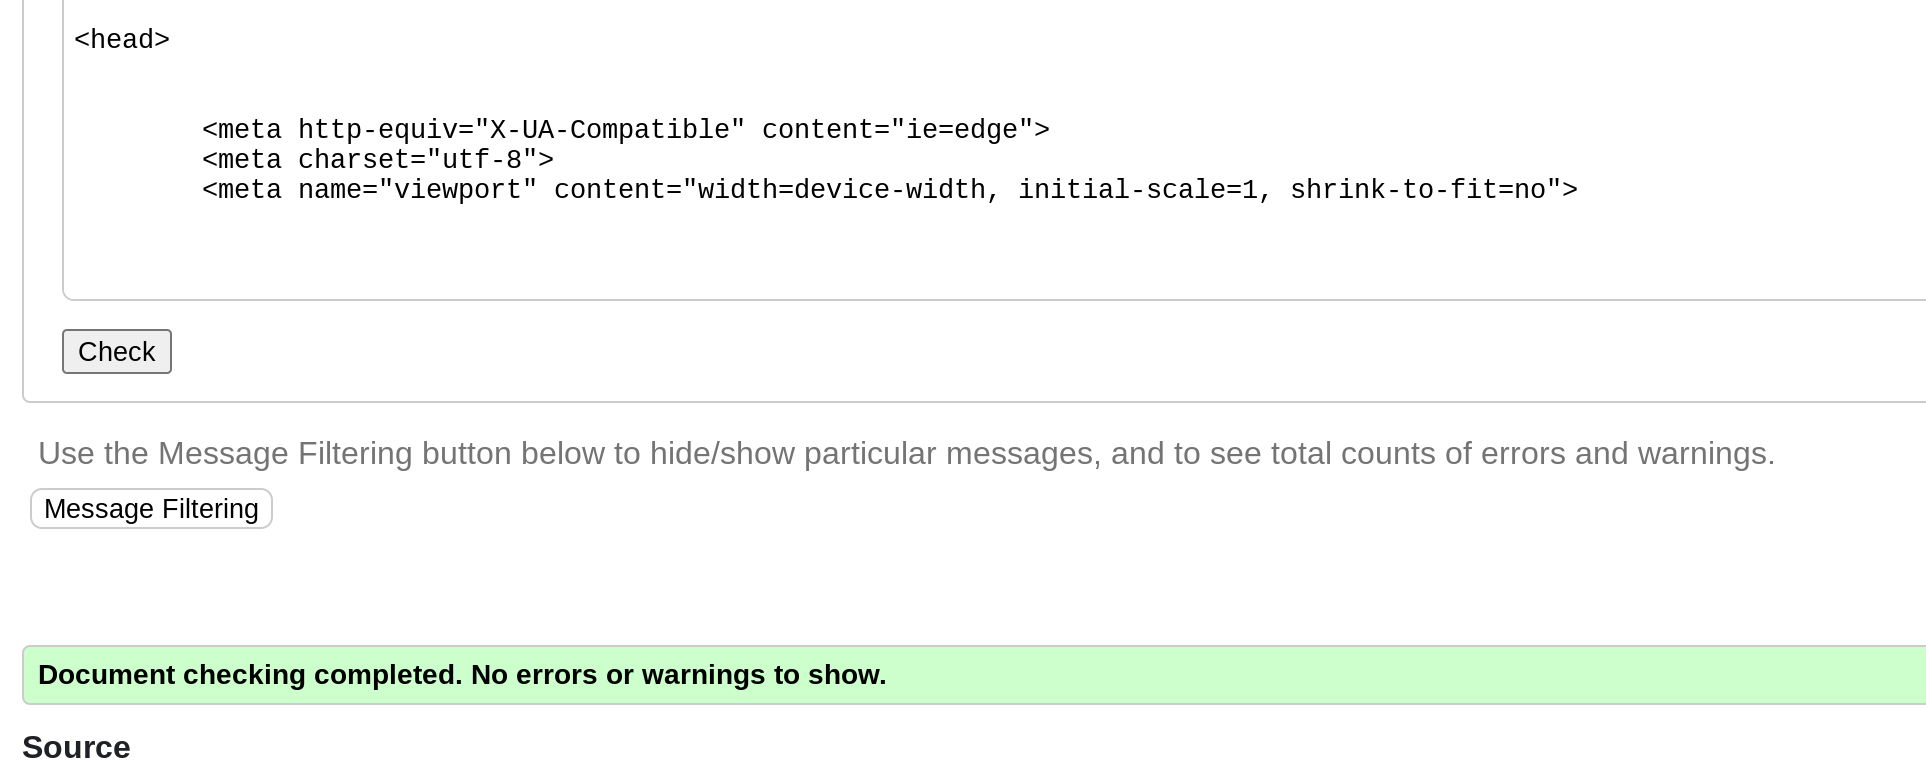 <head>
<meta http-equiv="X-UA-Compatible" content="ie=edge">
<meta charset="utf-8">
<meta name="viewport" content="width=device-width, initial-scale=1, shrink-to-fit=no">
Check
Use the Message Filtering button below to hide/show particular messages, and to see total counts of errors and warnings.
Message Filtering
Document checking completed. No errors or warnings to show.
Source